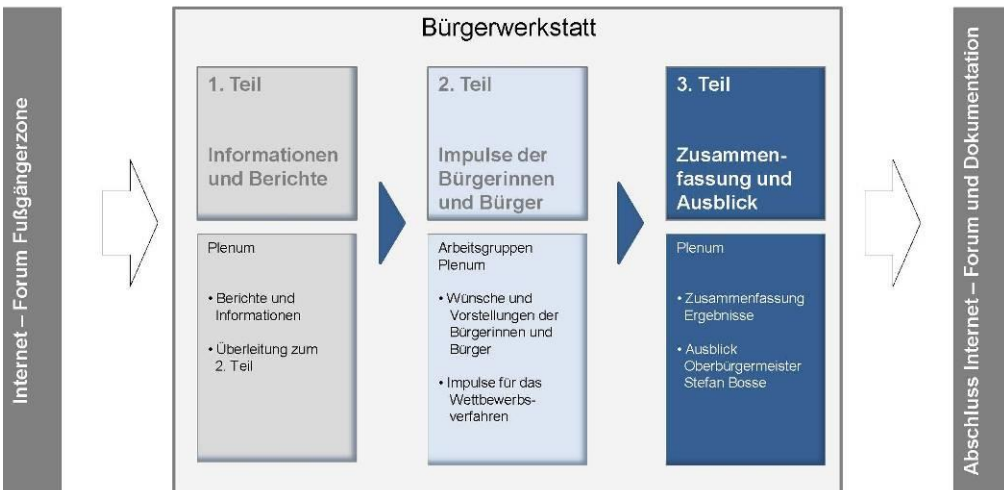 Internet – Forum Fußgängerzone
Bürgerwerkstatt
1. Teil
Informationen
und Berichte
Plenum
• Berichte und
Informationen
• Überleitung zum
2. Teil
2. Teil
Impulse der
Bürgerinnen
und Bürger
Arbeitsgruppen
Plenum
• Wünsche und
Vorstellungen der
Bürgerinnen und
Bürger
• Impulse für das
Wettbewerbs-
verfahren
3. Teil
Zusammen-
fassung und
Ausblick
Plenum
• Zusammenfassung
Ergebnisse
• Ausblick
Oberbürgermeister
Stefan Bosse
Abschluss Internet – Forum und Dokumentation